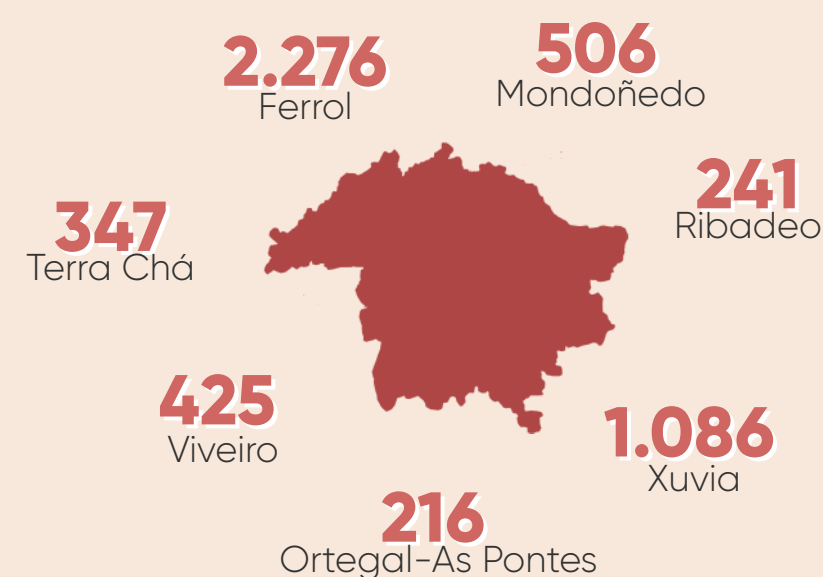 2.276
Ferrol
506
Mondoñedo
241
Ribadeo
347
Terra Chá
425
Viveiro
1.086
Xuvia
216
Ortegal-As Pontes